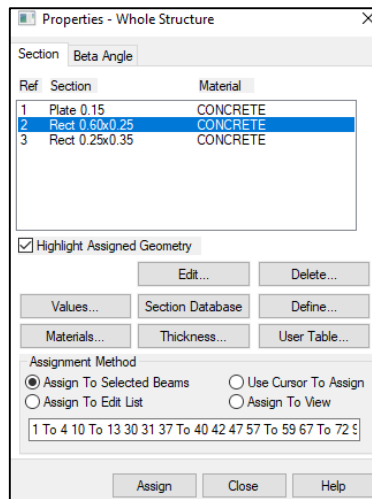 Properties - Whole Structure
Section Beta Angle
Ref Section Material
1 Plate 0.15 CONCRETE
2 Rect 0.60x0.25 CONCRETE
3 Rect 0.25x0.35 CONCRETE
Highlight Assigned Geometry
Edit... Delete...
Values... Section Database Define...
Materials... Thickness... User Table...
Assignment Method
Assign To Selected Beams Use Cursor To Assign
Assign To Edit List Assign To View
1 To 4 10 To 13 30 31 37 To 40 42 47 57 To 59 67 To 72
Assign Close Help